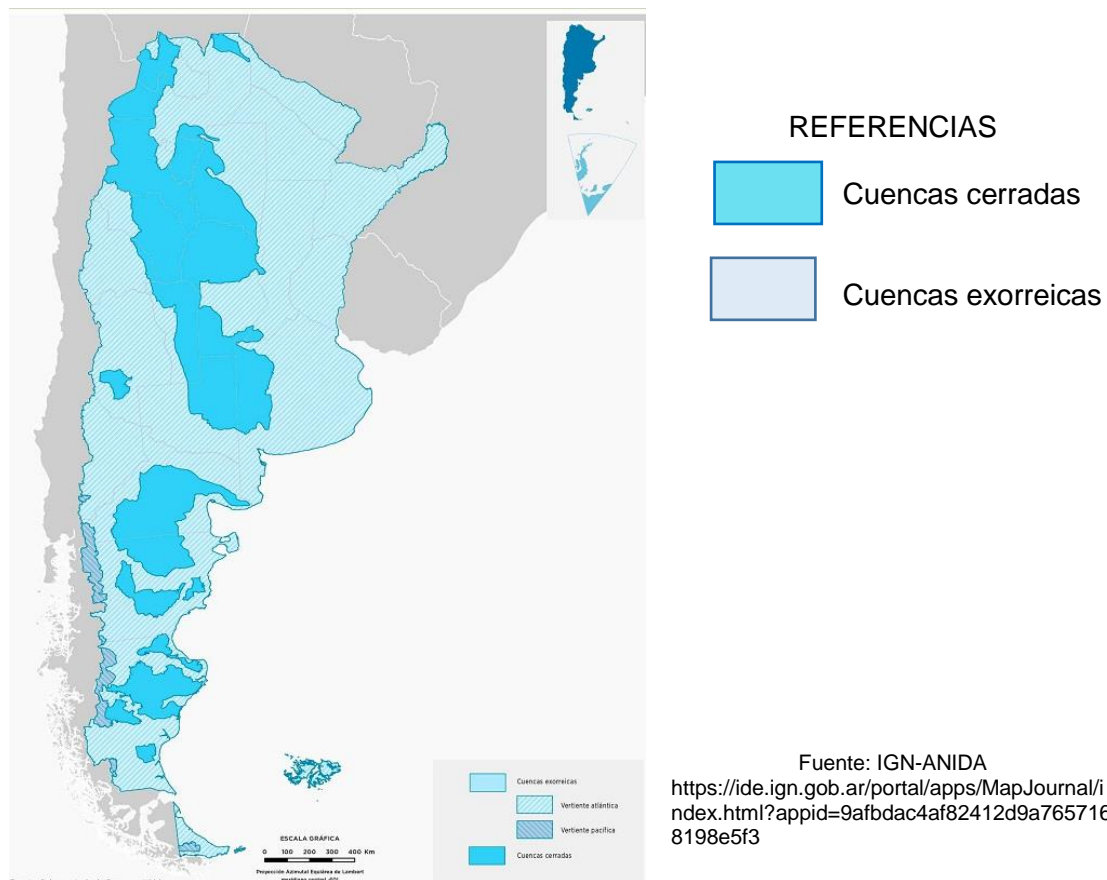 REFERENCIAS
Cuencas cerradas
Cuencas exorreicas
Cuencas exorreicas
Vertiente atlántica
Vertiente pacífica
Cuencas cerradas
ESCALA GRÁFICA
0 100 200 300 400 Km
Proyección Azimutal Equiárea de Lambert
Fuente: IGN-ANIDA
https://ide.ign.gob.ar/portal/apps/MapJournal/i
ndex.html?appid=9afbdac4af82412d9a765716
8198e5f3